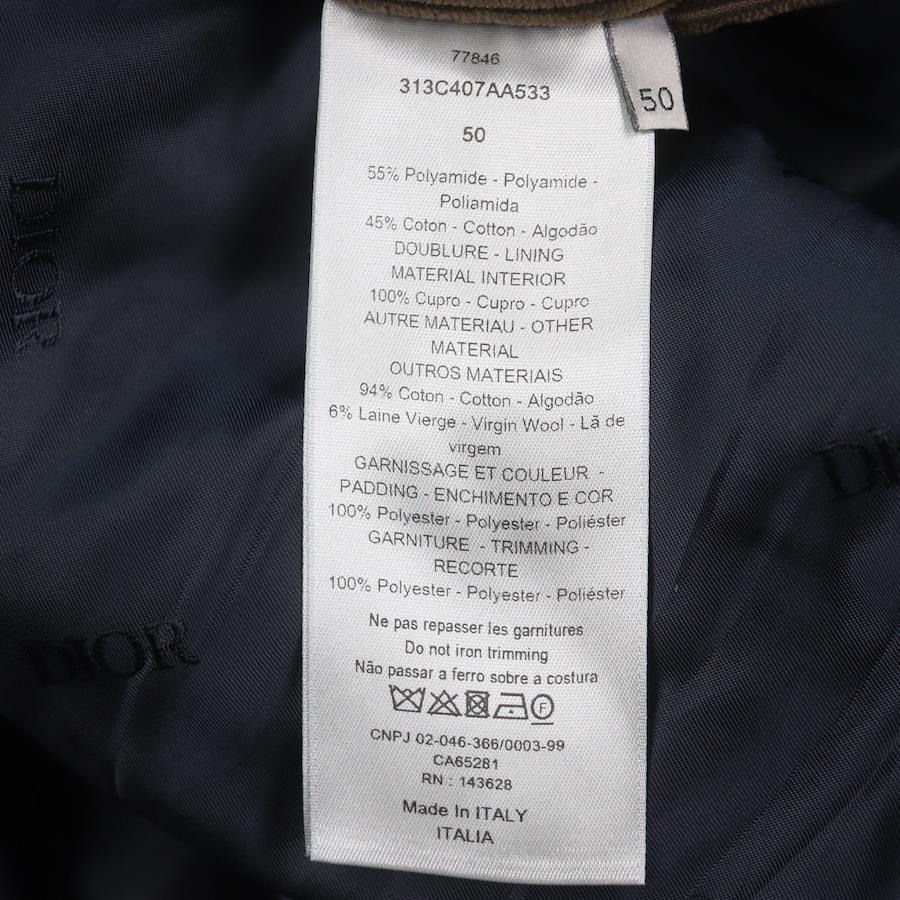 77846
313C407AA533
50
50
55% Polyamide - Polyamide -
Poliamida
45% Coton - Cotton - Algodão
DOUBLURE - LINING
MATERIAL INTERIOR
100% Cupro - Cupro - Cupro
AUTRE MATERIAU - OTHER
MATERIAL
OUTROS MATERIAIS
94% Coton - Cotton - Algodão
6% Laine Vierge - Virgin Wool - Lã de
virgem
GARNISSAGE ET COULEUR -
PADDING - ENCHIMENTO E COR
100% Polyester - Polyester - Poliéster
GARNITURE - TRIMMING -
RECORTE
100% Polyester - Polyester - Poliéster
Ne pas repasser les garnitures
Do not iron trimming
Não passar a ferro sobre a costura
F
CNPJ 02-046-366/0003-99
CA65281
RN : 143628
Made In ITALY
ITALIA
DIOR
DIOR